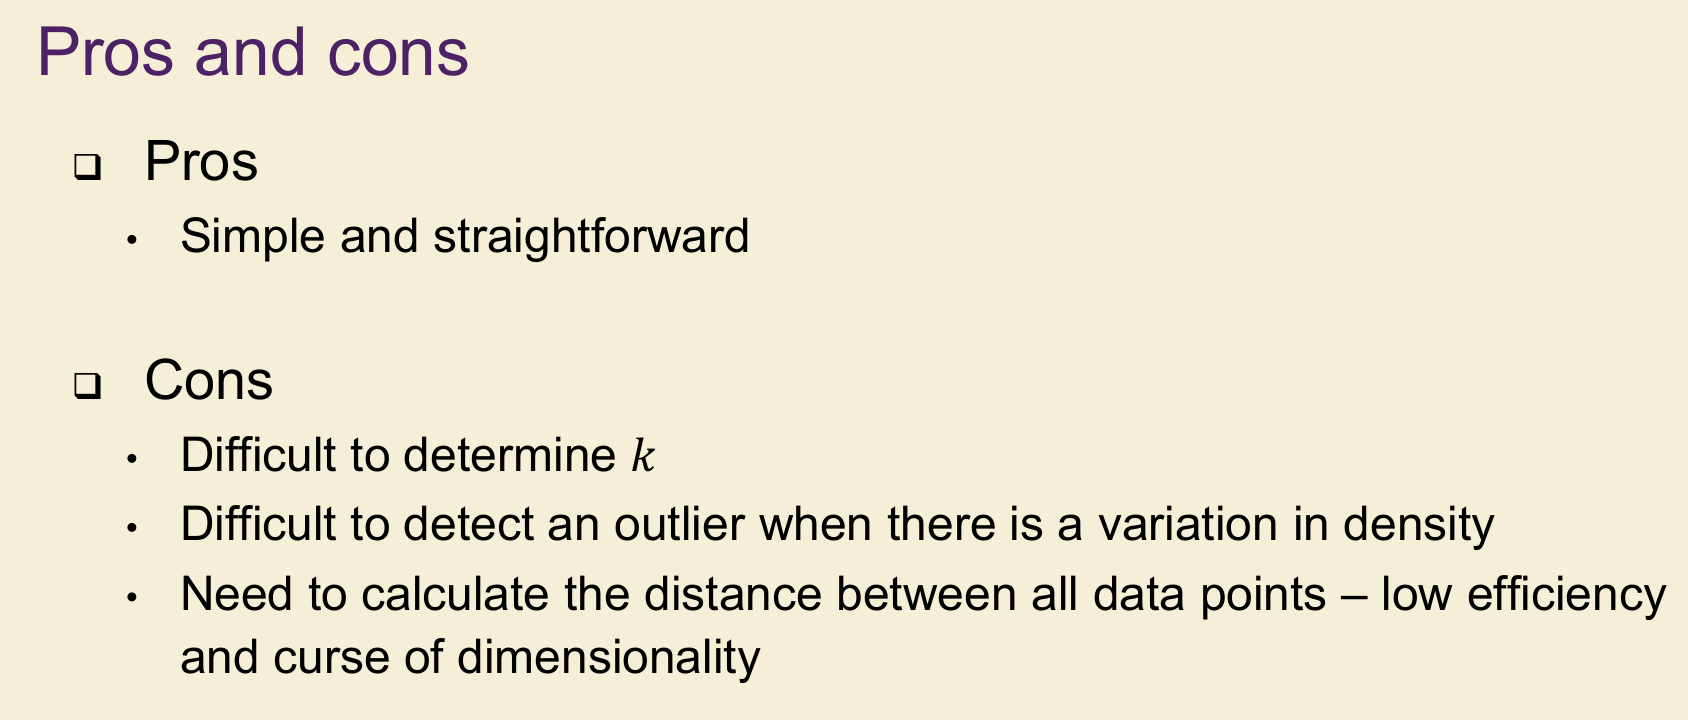 Pros and cons
❑ Pros
• Simple and straightforward
❑ Cons
• Difficult to determine k
• Difficult to detect an outlier when there is a variation in density
• Need to calculate the distance between all data points – low efficiency
and curse of dimensionality